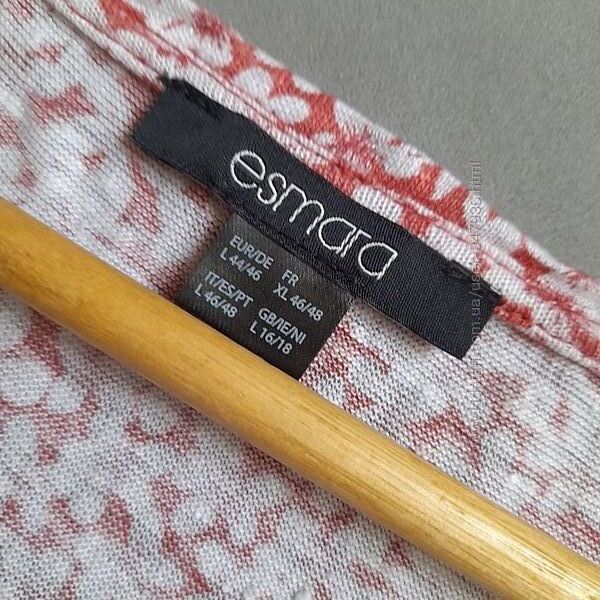 esmara
EUR/DE FR
L 44/46 XL 46/48
IT/ES/PT GB/IE/NI
L 46/48 L 16/18